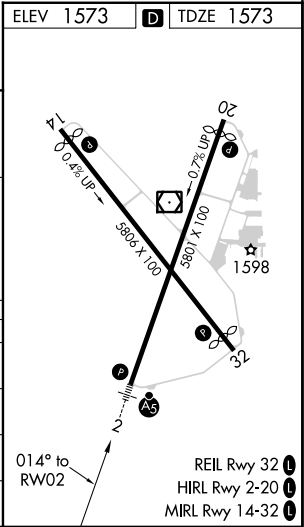 ELEV 1573 D TDZE 1573
14
20
P
P
0.4% UP
0.7% UP
5806 X 100
5801 X 100
1598
P
32
P
A5
2
014° to
RW02
REIL Rwy 32 L
HIRL Rwy 2-20 L
MIRL Rwy 14-32 L